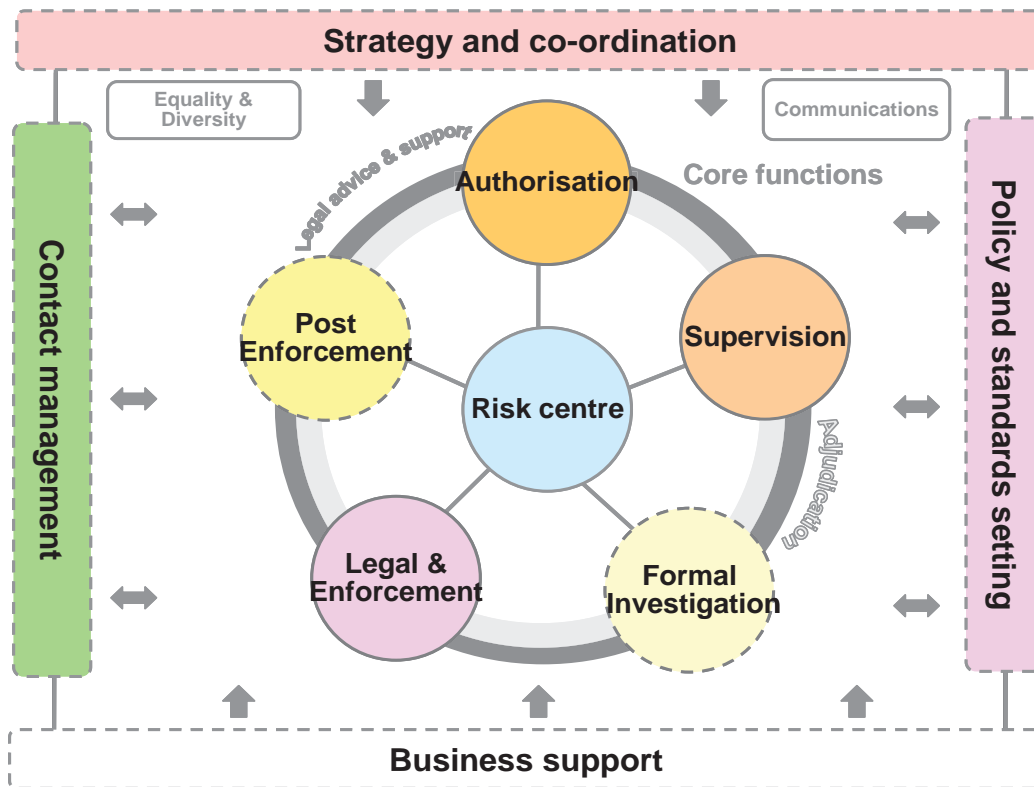 Strategy and co-ordination
Equality &
Diversity
Communications
Legal advice & support
Authorisation
Core functions
Contact management
Policy and standards setting
Post
Enforcement
Supervision
Risk centre
Adjudication
Legal &
Enforcement
Formal
Investigation
Business support